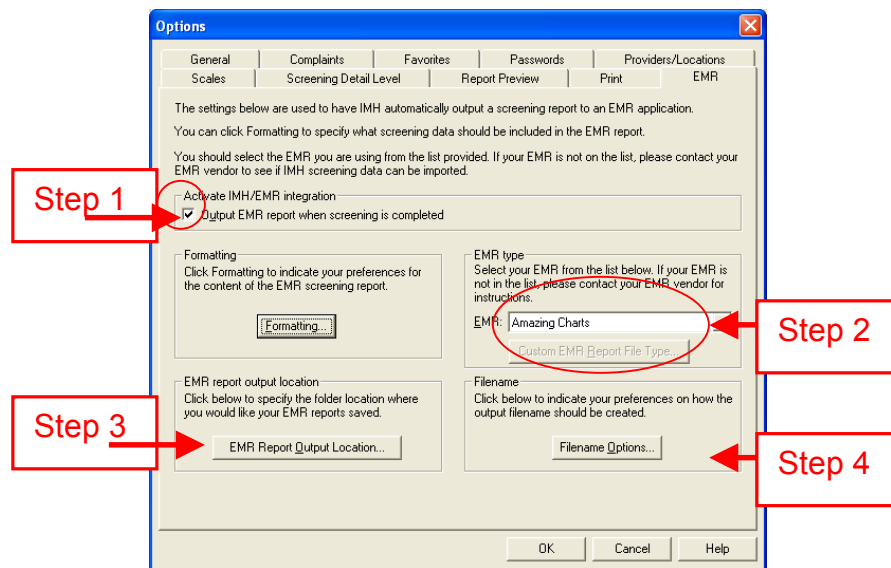 Options
General Complaints Favorites Passwords Providers/Locations
Scales Screening Detail Level Report Preview Print EMR
The settings below are used to have IMH automatically output a screening report to an EMR application.
You can click Formatting to specify what screening data should be included in the EMR report.
You should select the EMR you are using from the list provided. If your EMR is not on the list, please contact your
EMR vendor to see if IMH screening data can be imported.
Step 1
Activate IMH/EMR integration
Output EMR report when screening is completed
Formatting
Click Formatting to indicate your preferences for
the content of the EMR screening report.
Formatting...
EMR type
Select your EMR from the list below. If your EMR is
not in the list, please contact your EMR vendor for
instructions.
EMR: Amazing Charts
Custom EMR Report File Type...
Step 2
EMR report output location
Click below to specify the folder location where
you would like your EMR reports saved.
EMR Report Output Location...
Step 3
Filename
Click below to indicate your preferences on how the
output filename should be created.
Filename Options...
Step 4
OK Cancel Help